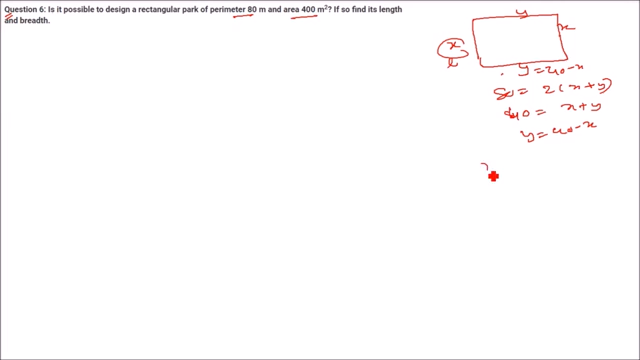 Question 6: Is it possible to design a rectangular park of perimeter 80 m and area 400 m²? If so find its length
and breadth.
y
x
x
l
y = 40-x
80 = 2(x+y)
40 = x+y
y = 40-x